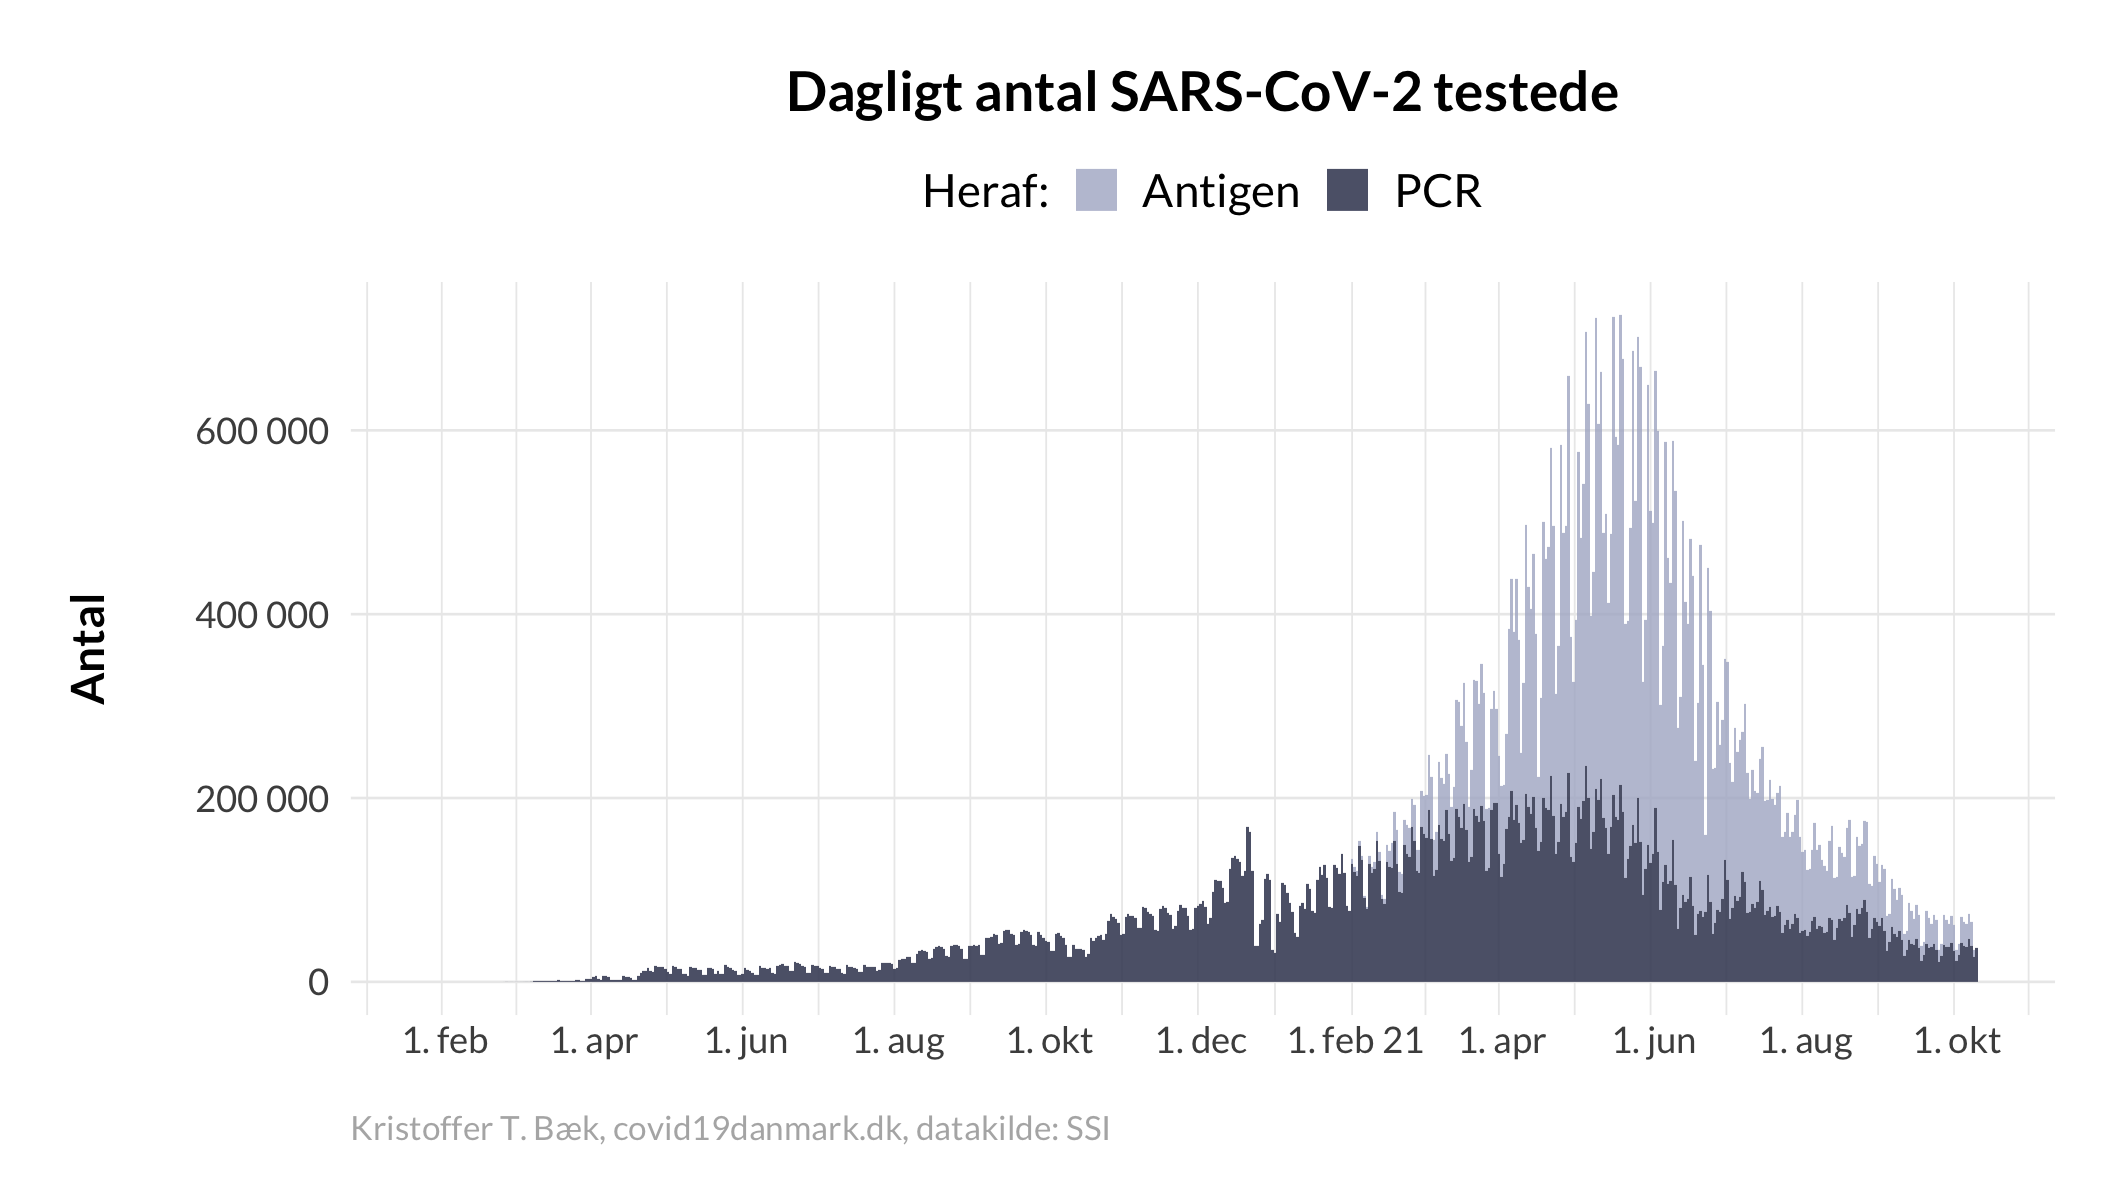 Dagligt antal SARS-CoV-2 testede
Heraf: Antigen PCR
Antal
600 000
400 000
200 000
0
1. feb 1. apr 1. jun 1. aug 1. okt 1. dec 1. feb 21 1. apr 1. jun 1. aug 1. okt
Kristoffer T. Bæk, covid19danmark.dk, datakilde: SSI